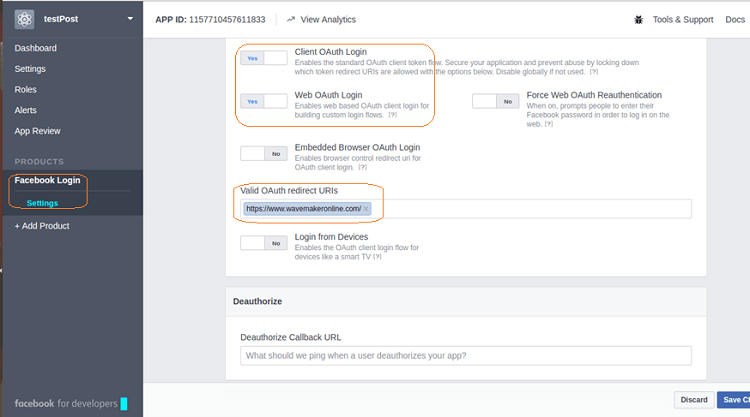 testPost
APP ID: 1157710457611833
View Analytics
Tools & Support
Docs
Dashboard
Settings
Roles
Alerts
App Review
PRODUCTS
Facebook Login
Settings
+ Add Product
facebook for developers
Yes
Client OAuth Login
Enables the standard OAuth client token flow. Secure your application and prevent abuse by locking down
which token redirect URIs are allowed with the options below. Disable globally if not used. [?]
Yes
Web OAuth Login
Enables web based OAuth client login for
building custom login flows. [?]
No
Force Web OAuth Reauthentication
When on, prompts people to enter their
Facebook password in order to log in on the
web. [?]
No
Embedded Browser OAuth Login
Enables browser control redirect uri for
OAuth client login. [?]
Valid OAuth redirect URIs
https://www.wavemakeronline.com/ ×
No
Login from Devices
Enables the OAuth client login flow for
devices like a smart TV [?]
Deauthorize
Deauthorize Callback URL
What should we ping when a user deauthorizes your app?
Discard
Save Ch